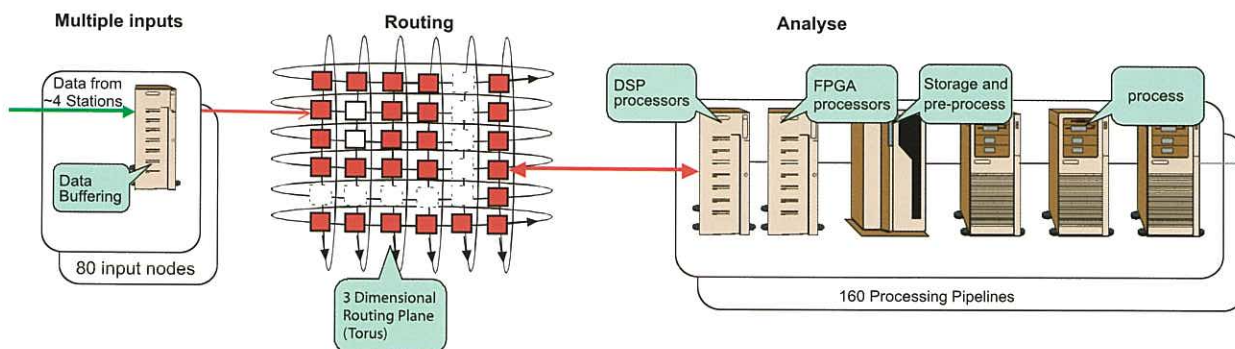 Multiple inputs
Routing
Analyse
Data from
~4 Stations
Data
Buffering
80 input nodes
3 Dimensional
Routing Plane
(Torus)
DSP
processors
FPGA
processors
Storage and
pre-process
process
160 Processing Pipelines